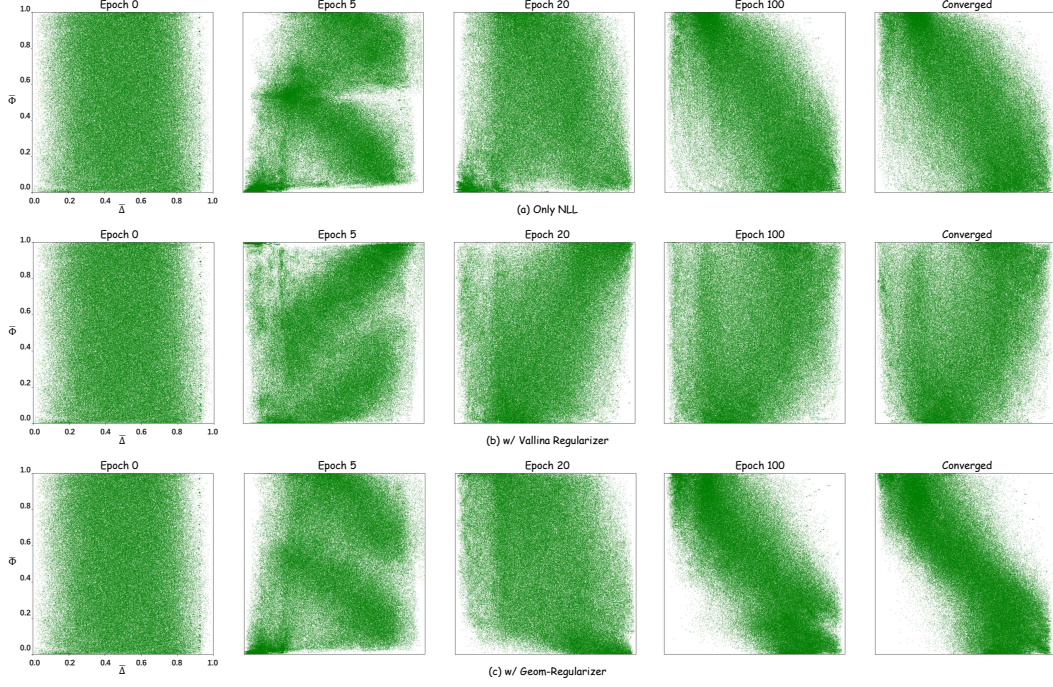 Epoch 0 Epoch 5 Epoch 20 Epoch 100 Converged
1.0
0.8
0.6
Φ̄
0.4
0.2
0.0
0.0 0.2 0.4 0.6 0.8 1.0
Δ̄
(a) Only NLL
Epoch 0 Epoch 5 Epoch 20 Epoch 100 Converged
1.0
0.8
0.6
Φ̄
0.4
0.2
0.0
0.0 0.2 0.4 0.6 0.8 1.0
Δ̄
(b) w/ Vallina Regularizer
Epoch 0 Epoch 5 Epoch 20 Epoch 100 Converged
1.0
0.8
0.6
Φ̄
0.4
0.2
0.0
0.0 0.2 0.4 0.6 0.8 1.0
Δ̄
(c) w/ Geom-Regularizer